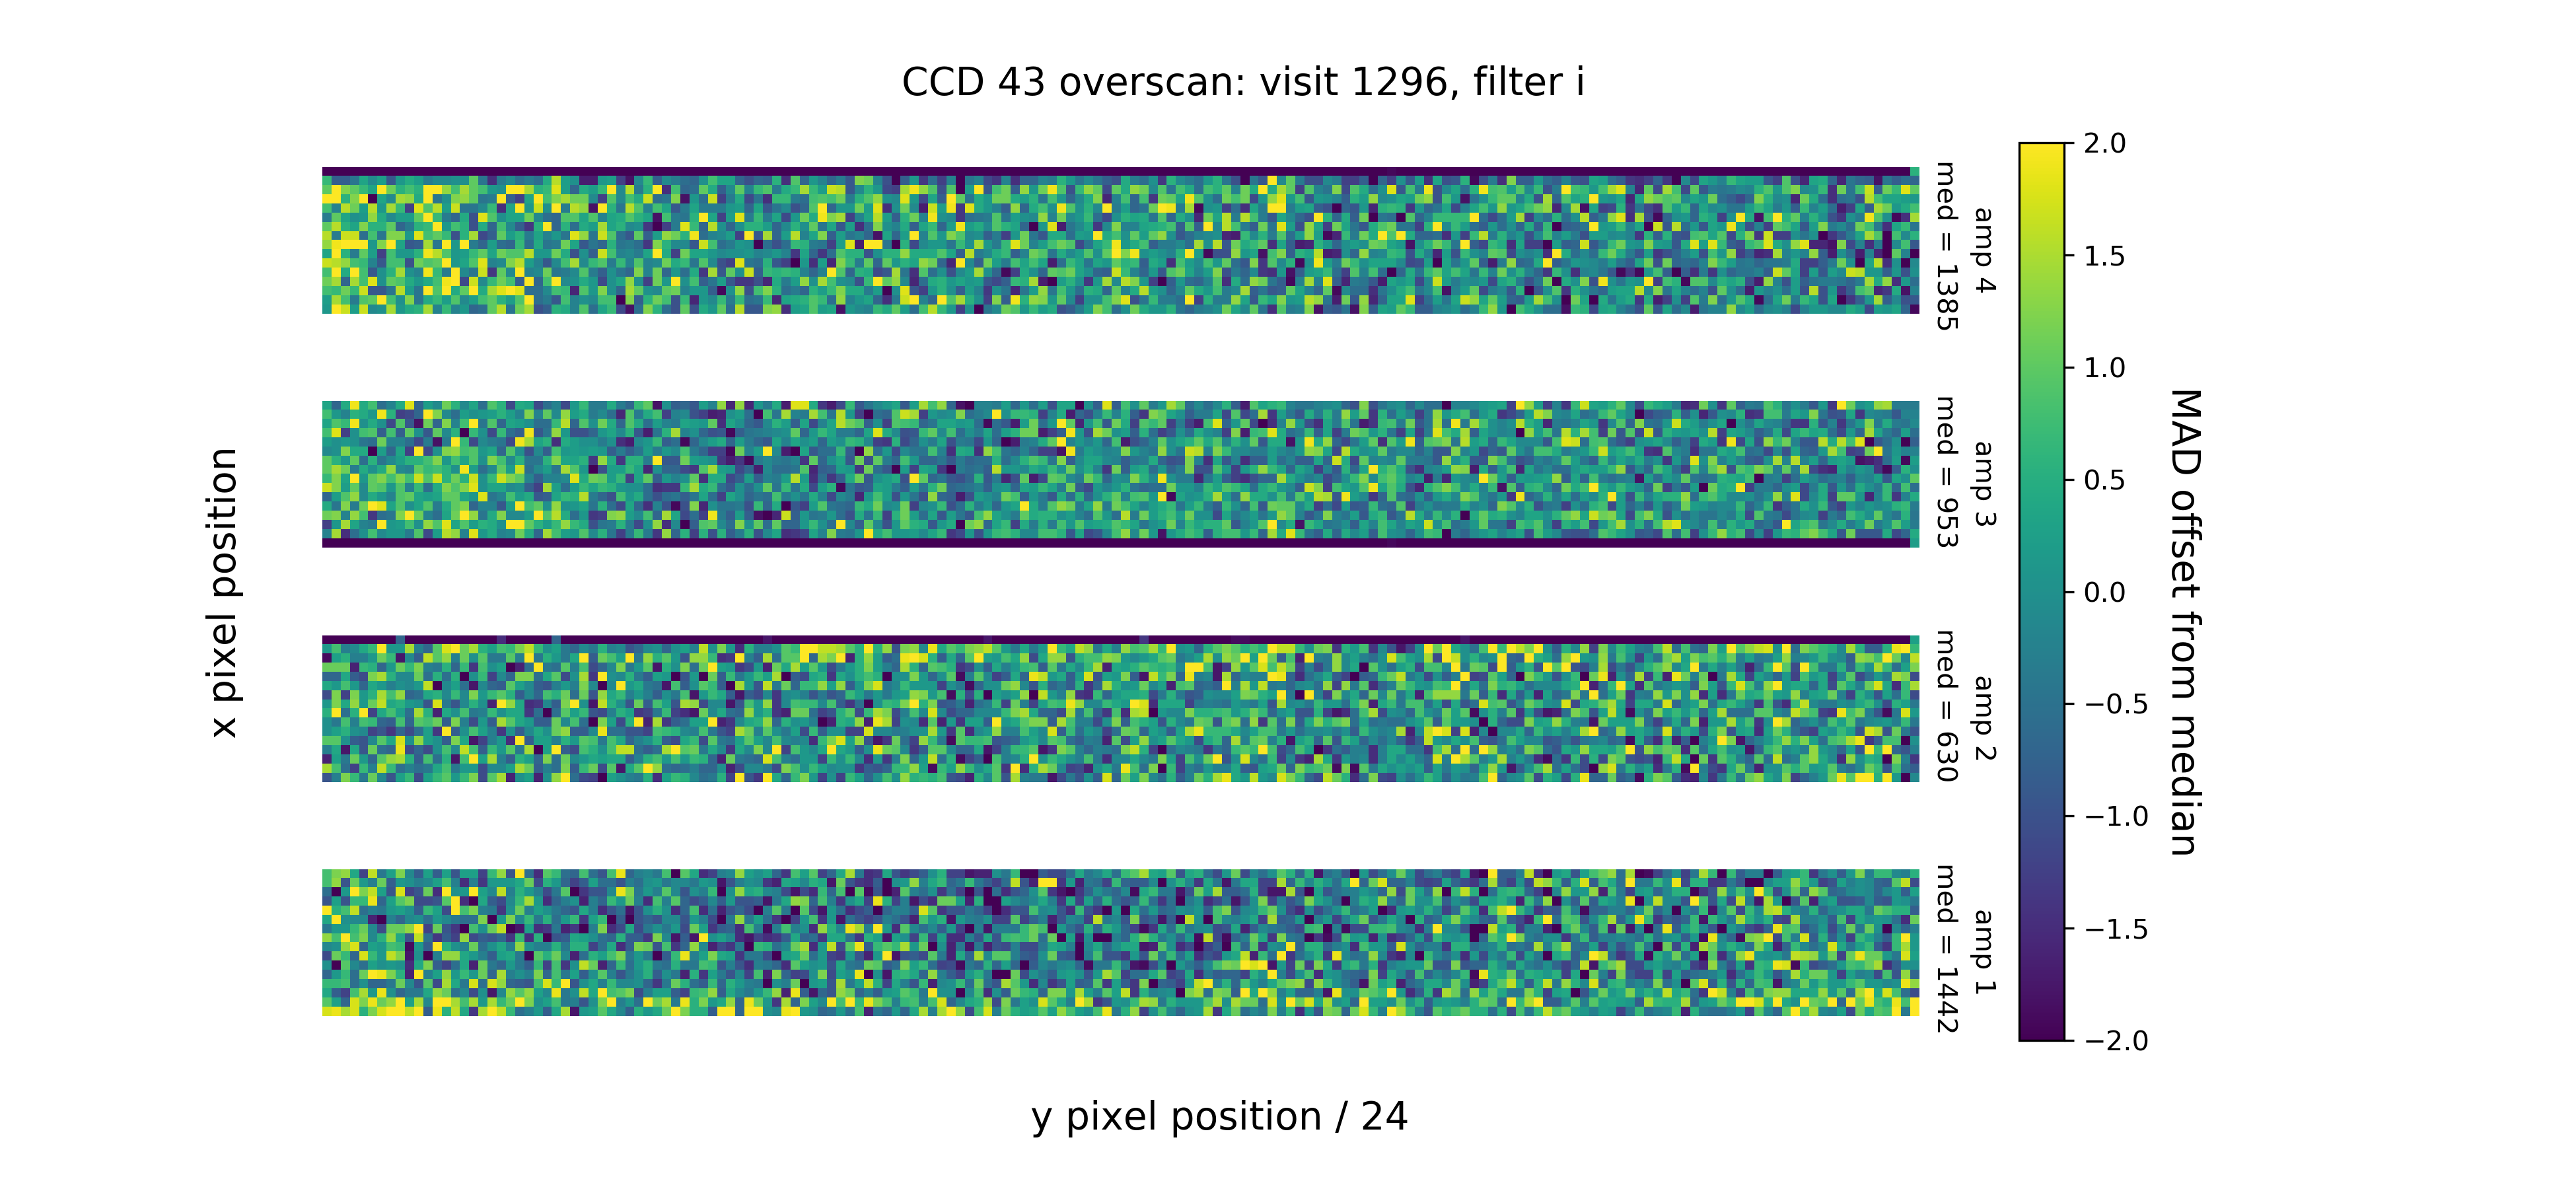 CCD 43 overscan: visit 1296, filter i
x pixel position
amp 4
med = 1385
amp 3
med = 953
amp 2
med = 630
amp 1
med = 1442
y pixel position / 24
2.0
1.5
1.0
0.5
0.0
−0.5
−1.0
−1.5
−2.0
MAD offset from median